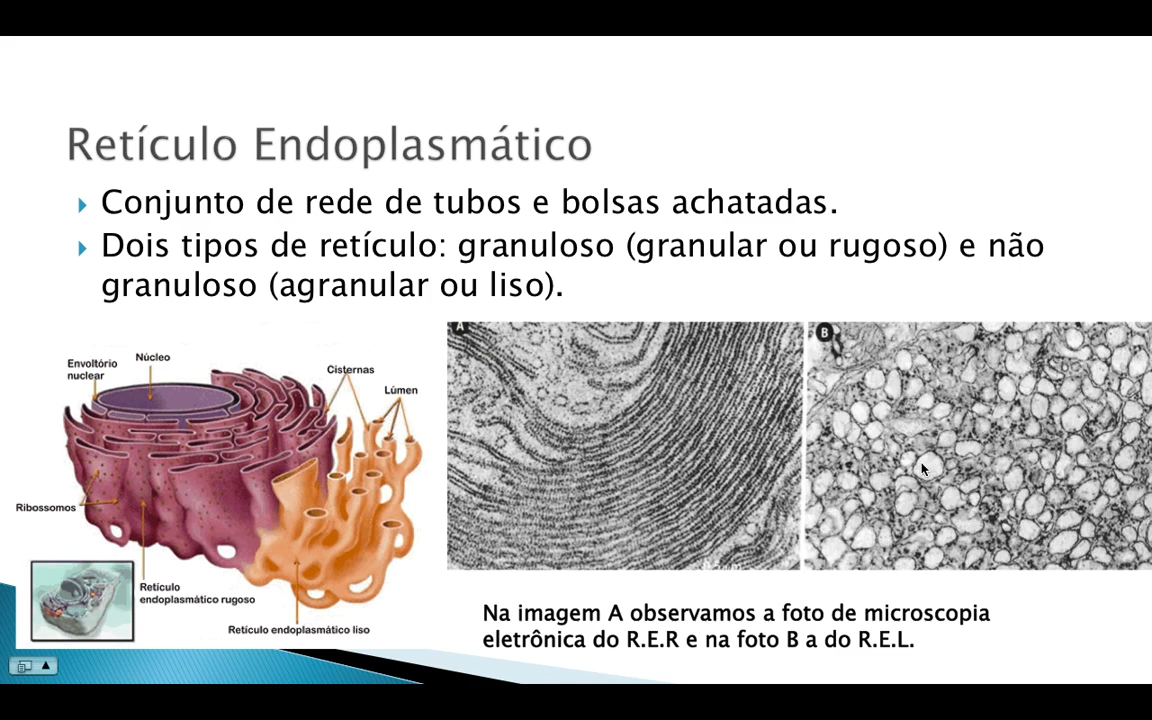 Retículo Endoplasmático
Conjunto de rede de tubos e bolsas achatadas.
Dois tipos de retículo: granuloso (granular ou rugoso) e não
granuloso (agranular ou liso).
Envoltório
nuclear
Núcleo
Cisternas
Lúmen
Ribossomos
Retículo
endoplasmático rugoso
Retículo endoplasmático liso
A
B
Na imagem A observamos a foto de microscopia
eletrônica do R.E.R e na foto B a do R.E.L.